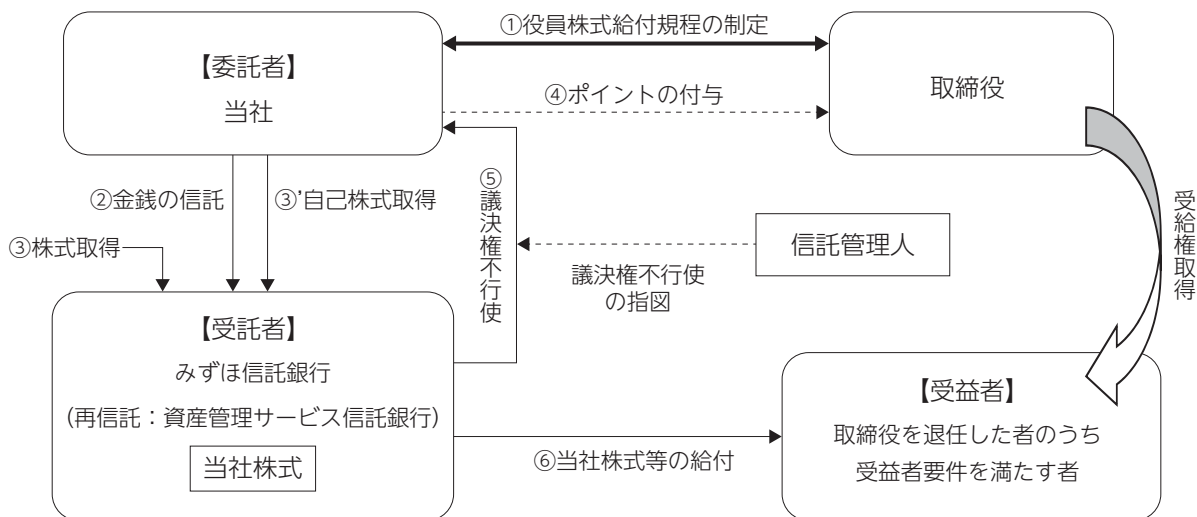 ①役員株式給付規程の制定
【委託者】
当社
取締役
④ポイントの付与
②金銭の信託
③’自己株式取得
⑤議決権不行使
受給権取得
③株式取得
信託管理人
議決権不行使
の指図
【受託者】
みずほ信託銀行
(再信託：資産管理サービス信託銀行)
当社株式
⑥当社株式等の給付
【受益者】
取締役を退任した者のうち
受益者要件を満たす者